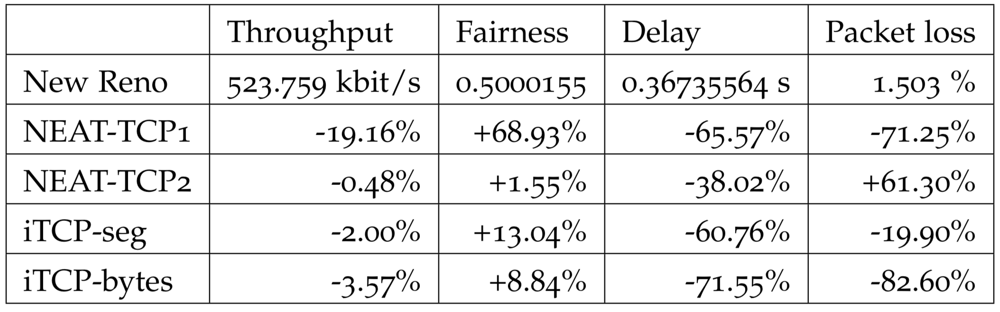 Throughput Fairness Delay Packet loss
New Reno 523.759 kbit/s 0.5000155 0.36735564 s 1.503 %
NEAT-TCP1 -19.16% +68.93% -65.57% -71.25%
NEAT-TCP2 -0.48% +1.55% -38.02% +61.30%
iTCP-seg -2.00% +13.04% -60.76% -19.90%
iTCP-bytes -3.57% +8.84% -71.55% -82.60%